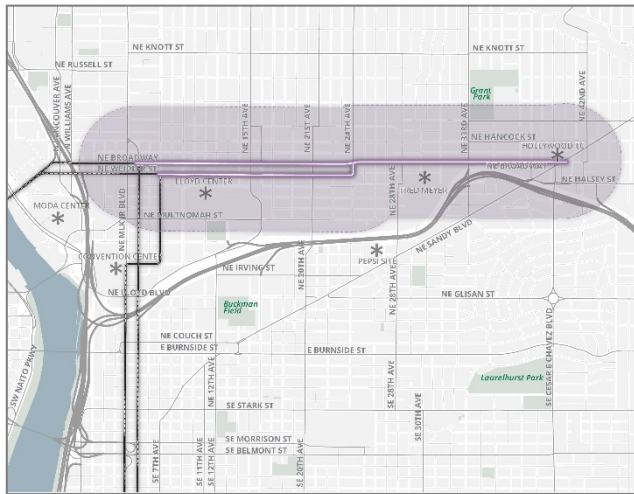 NE KNOTT ST
NE KNOTT ST
NE RUSSELL ST
NE VANCOUVER AVE
N WILLIAMS AVE
Grant
Park
NE 15TH AVE
NE 21ST AVE
NE 24TH AVE
NE 33RD AVE
NE 42ND AVE
NE HANCOCK ST
HOLLYWOOD TC
NE BROADWAY
NE BROADWAY
NE WEIDLER ST
LLOYD CENTER
FRED MEYER
NE HALSEY ST
NE 28TH AVE
MODA CENTER
NE MLK JR BLVD
NE MULTNOMAH ST
NE SANDY BLVD
CONVENTION CENTER
PEPSI SITE
NE IRVING ST
NE 20TH AVE
NE 28TH AVE
NE LLOYD BLVD
NE GLISAN ST
Buckman
Field
NE COUCH ST
E BURNSIDE ST
E BURNSIDE ST
SW NAITO PKWY
NE 12TH AVE
SE 28TH AVE
Laurelhurst Park
SE CESAR E CHAVEZ BLVD
SE STARK ST
SE 30TH AVE
SE MORRISON ST
SE BELMONT ST
SE 7TH AVE
SE 11TH AVE
SE 12TH AVE
SE 20TH AVE